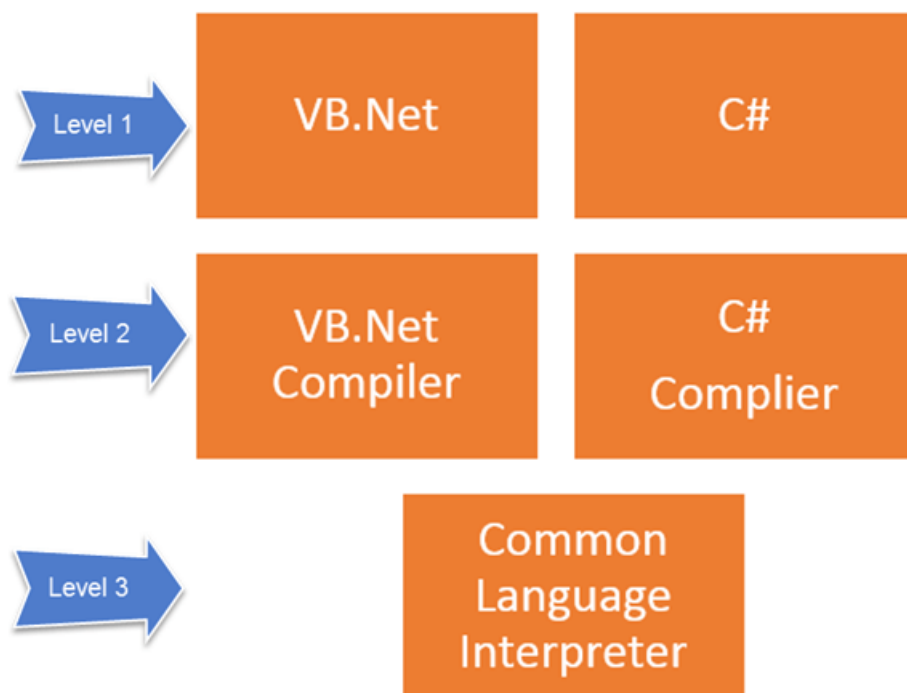 Level 1
VB.Net
C#
Level 2
VB.Net
Compiler
C#
Complier
Level 3
Common
Language
Interpreter